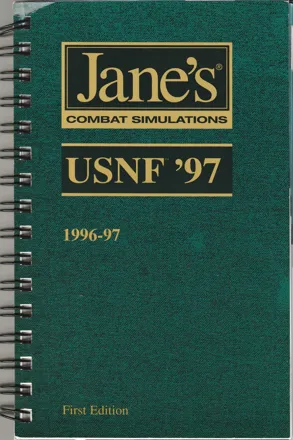 Jane's®
COMBAT SIMULATIONS
USNF '97
1996-97
First Edition